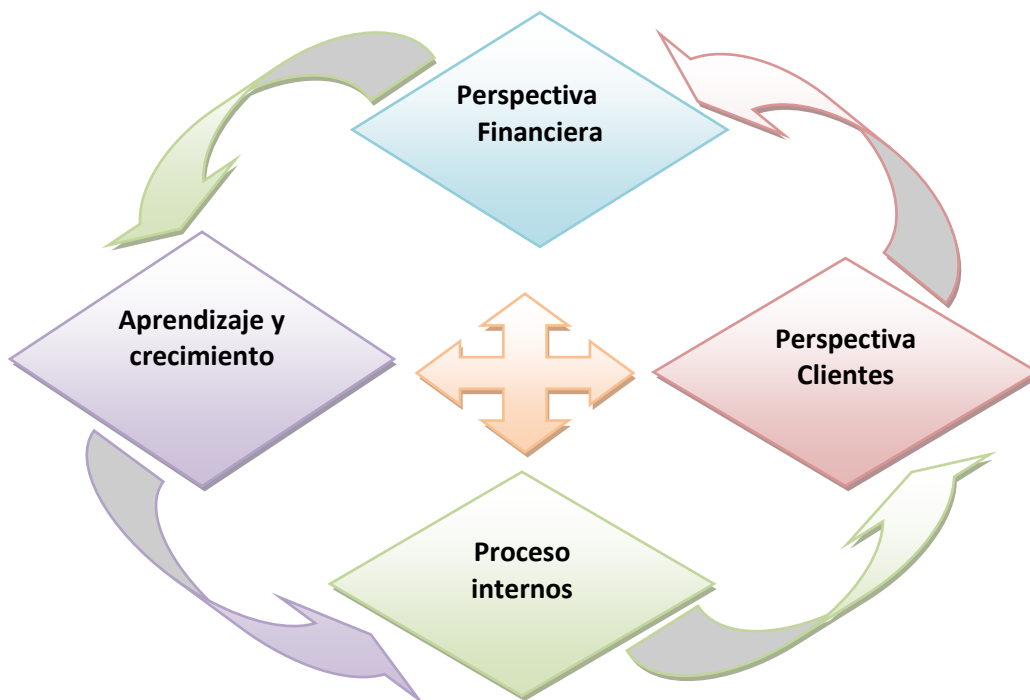 Perspectiva
Financiera
Aprendizaje y
crecimiento
Perspectiva
Clientes
Proceso
internos